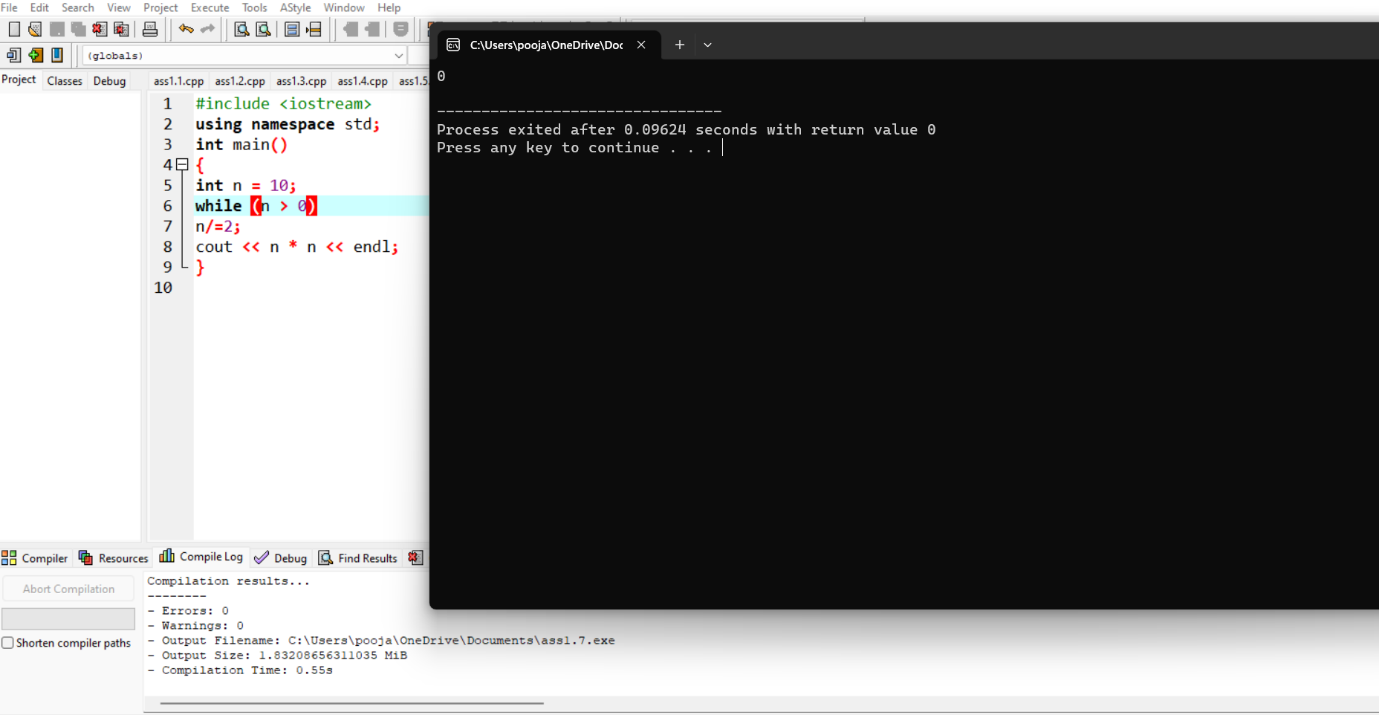 File Edit Search View Project Execute Tools AStyle Window Help
(globals)
Project Classes Debug
ass1.1.cpp ass1.2.cpp ass1.3.cpp ass1.4.cpp ass1.5.
1 #include <iostream>
2 using namespace std;
3 int main()
4 {
5 int n = 10;
6 while (n > 0)
7 n/=2;
8 cout << n * n << endl;
9 }
10
C:\Users\pooja\OneDrive\Doc
0
--------------------------------
Process exited after 0.09624 seconds with return value 0
Press any key to continue . . .
Compiler Resources Compile Log Debug Find Results
Abort Compilation
Shorten compiler paths
Compilation results...
--------
- Errors: 0
- Warnings: 0
- Output Filename: C:\Users\pooja\OneDrive\Documents\ass1.7.exe
- Output Size: 1.83208656311035 MiB
- Compilation Time: 0.55s